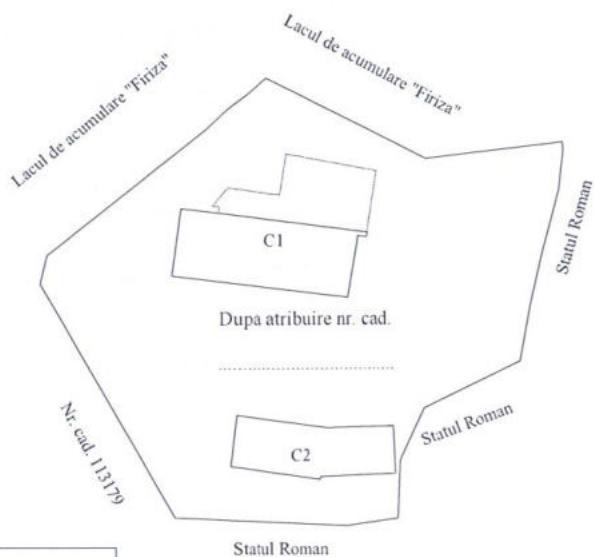 Lacul de acumulare "Firiza"
Lacul de acumulare "Firiza"
Statul Roman
C1
Dupa atribuire nr. cad.
Statul Roman
Nr. cad. 113179
C2
Statul Roman